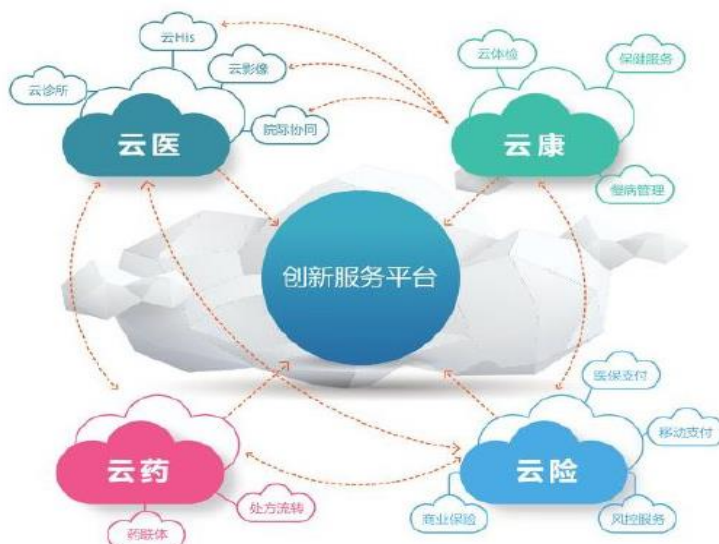 云His
云体检
保健服务
云影像
云诊所
院际协同
云医
云康
慢病管理
创新服务平台
医保支付
移动支付
云药
云险
处方流转
药联体
商业保险
风控服务